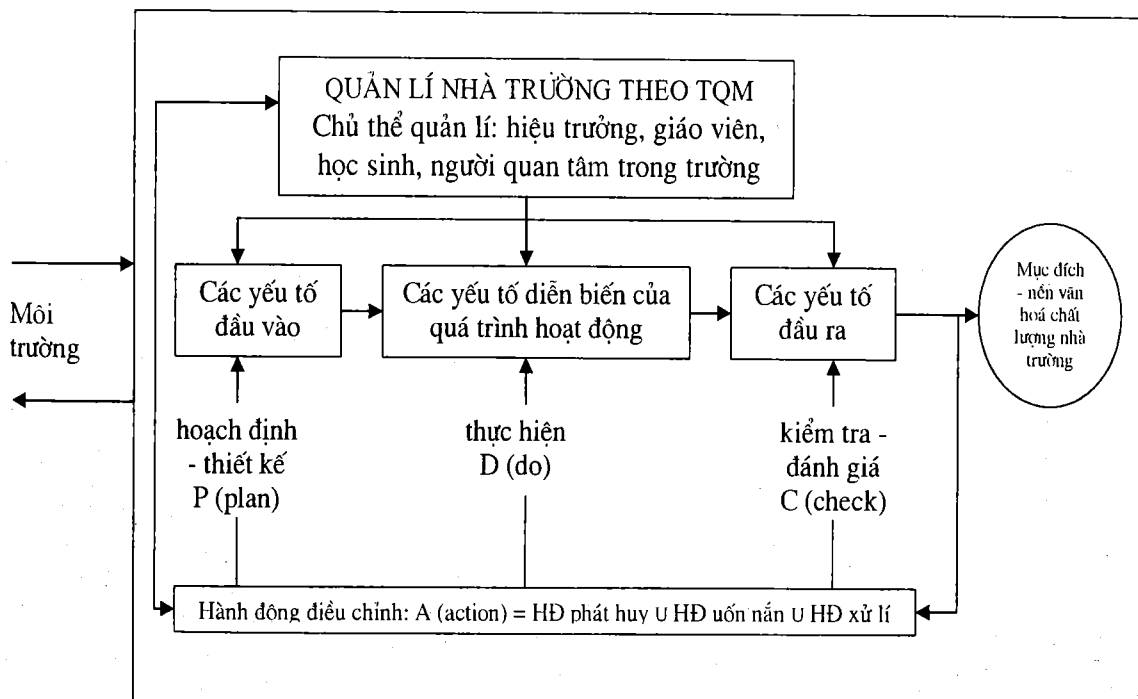 QUẢN LÍ NHÀ TRƯỜNG THEO TQM
Chủ thể quản lí: hiệu trưởng, giáo viên,
học sinh, người quan tâm trong trường
Môi
trường
Các yếu tố
đầu vào
Các yếu tố diễn biến của
quá trình hoạt động
Các yếu tố
đầu ra
Mục đích
- nền văn
hoá chất
lượng nhà
trường
hoạch định
- thiết kế
P (plan)
thực hiện
D (do)
kiểm tra -
đánh giá
C (check)
Hành động điều chỉnh: A (action) = HĐ phát huy ∪ HĐ uốn nắn ∪ HĐ xử lí